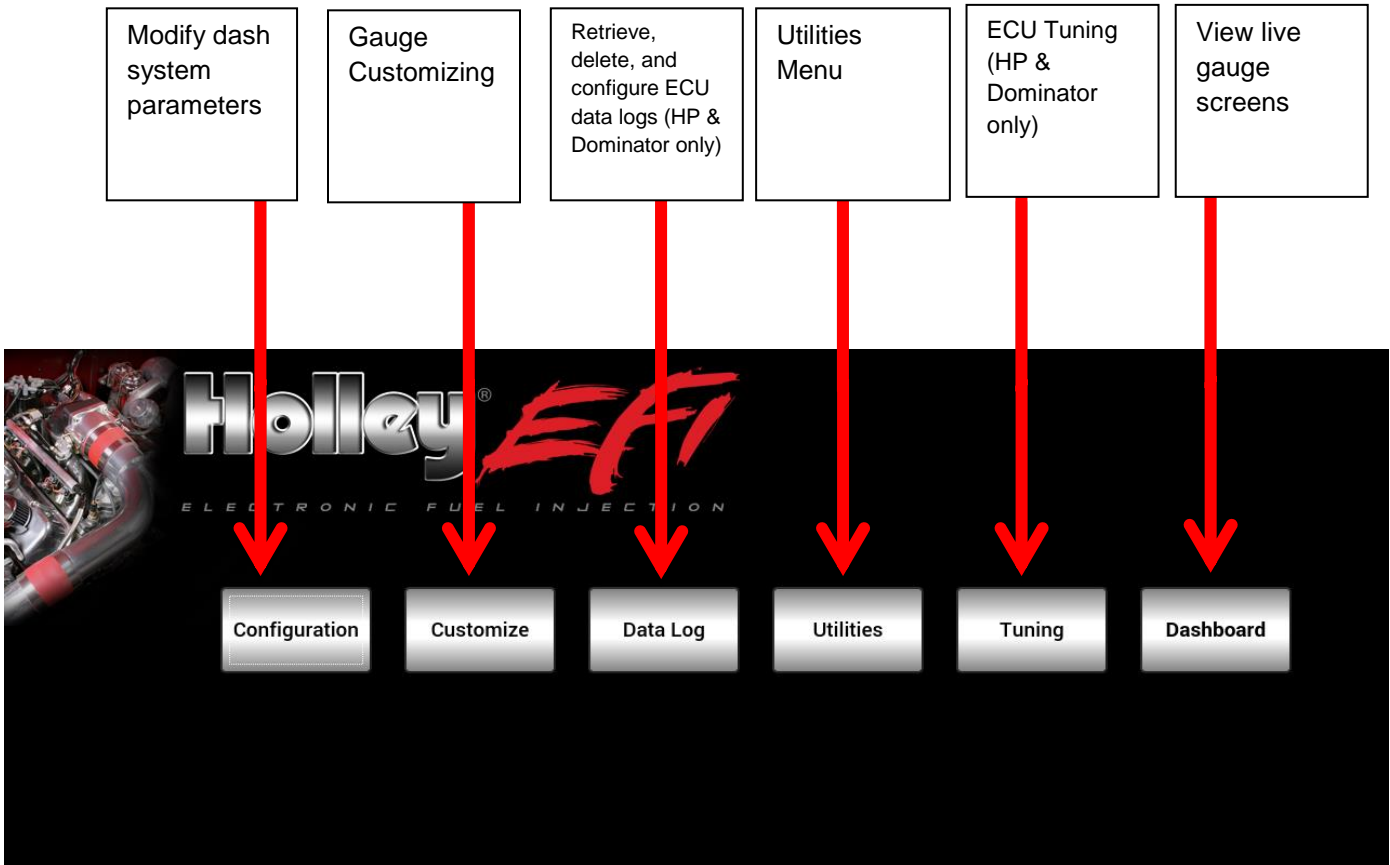 Modify dash
system
parameters
Gauge
Customizing
Retrieve,
delete, and
configure ECU
data logs (HP &
Dominator only)
Utilities
Menu
ECU Tuning
(HP &
Dominator
only)
View live
gauge
screens
Holley® EFI
ELECTRONIC FUEL INJECTION
Configuration
Customize
Data Log
Utilities
Tuning
Dashboard